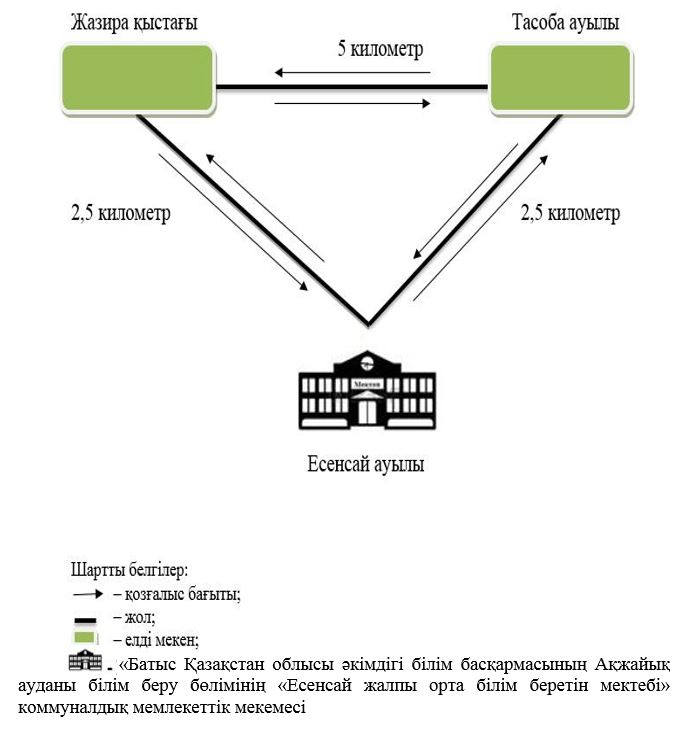 Жазира қыстағы
Тасоба ауылы
5 километр
2,5 километр
2,5 километр
Мектеп
Есенсай ауылы
Шартты белгілер:
– қозғалыс бағыты;
– жол;
– елді мекен;
- «Батыс Қазақстан облысы әкімдігі білім басқармасының Ақжайық
ауданы білім беру бөлімінің «Есенсай жалпы орта білім беретін мектебі»
коммуналдық мемлекеттік мекемесі